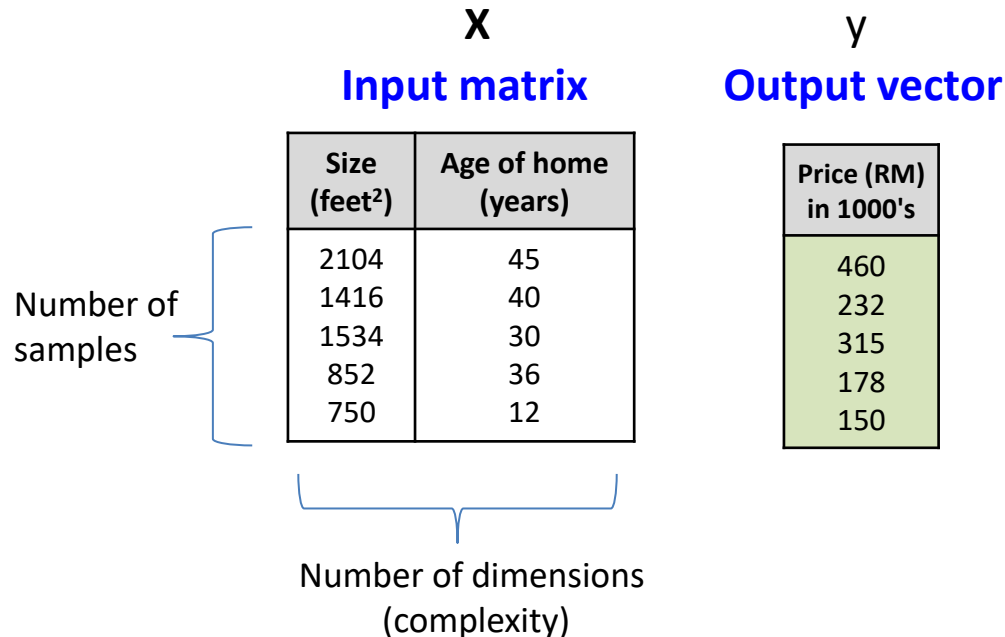 X
Input matrix
Size
(feet²)
Age of home
(years)
2104 45
1416 40
1534 30
852 36
750 12
Number of
samples
Number of dimensions
(complexity)
y
Output vector
Price (RM)
in 1000's
460
232
315
178
150